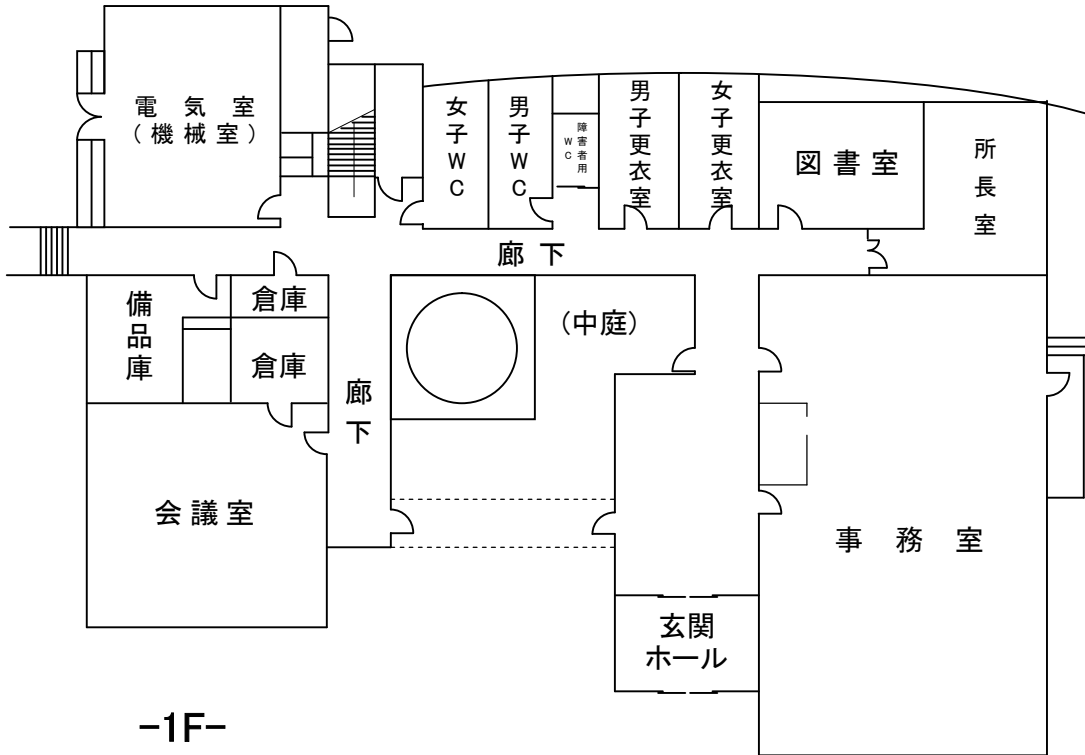 電気室
(機械室)
女子WC
男子WC
障害者用
WC
男子更衣室
女子更衣室
図書室
所長室
廊下
備品庫
倉庫
倉庫
廊下
(中庭)
会議室
事務室
玄関
ホール
-1F-